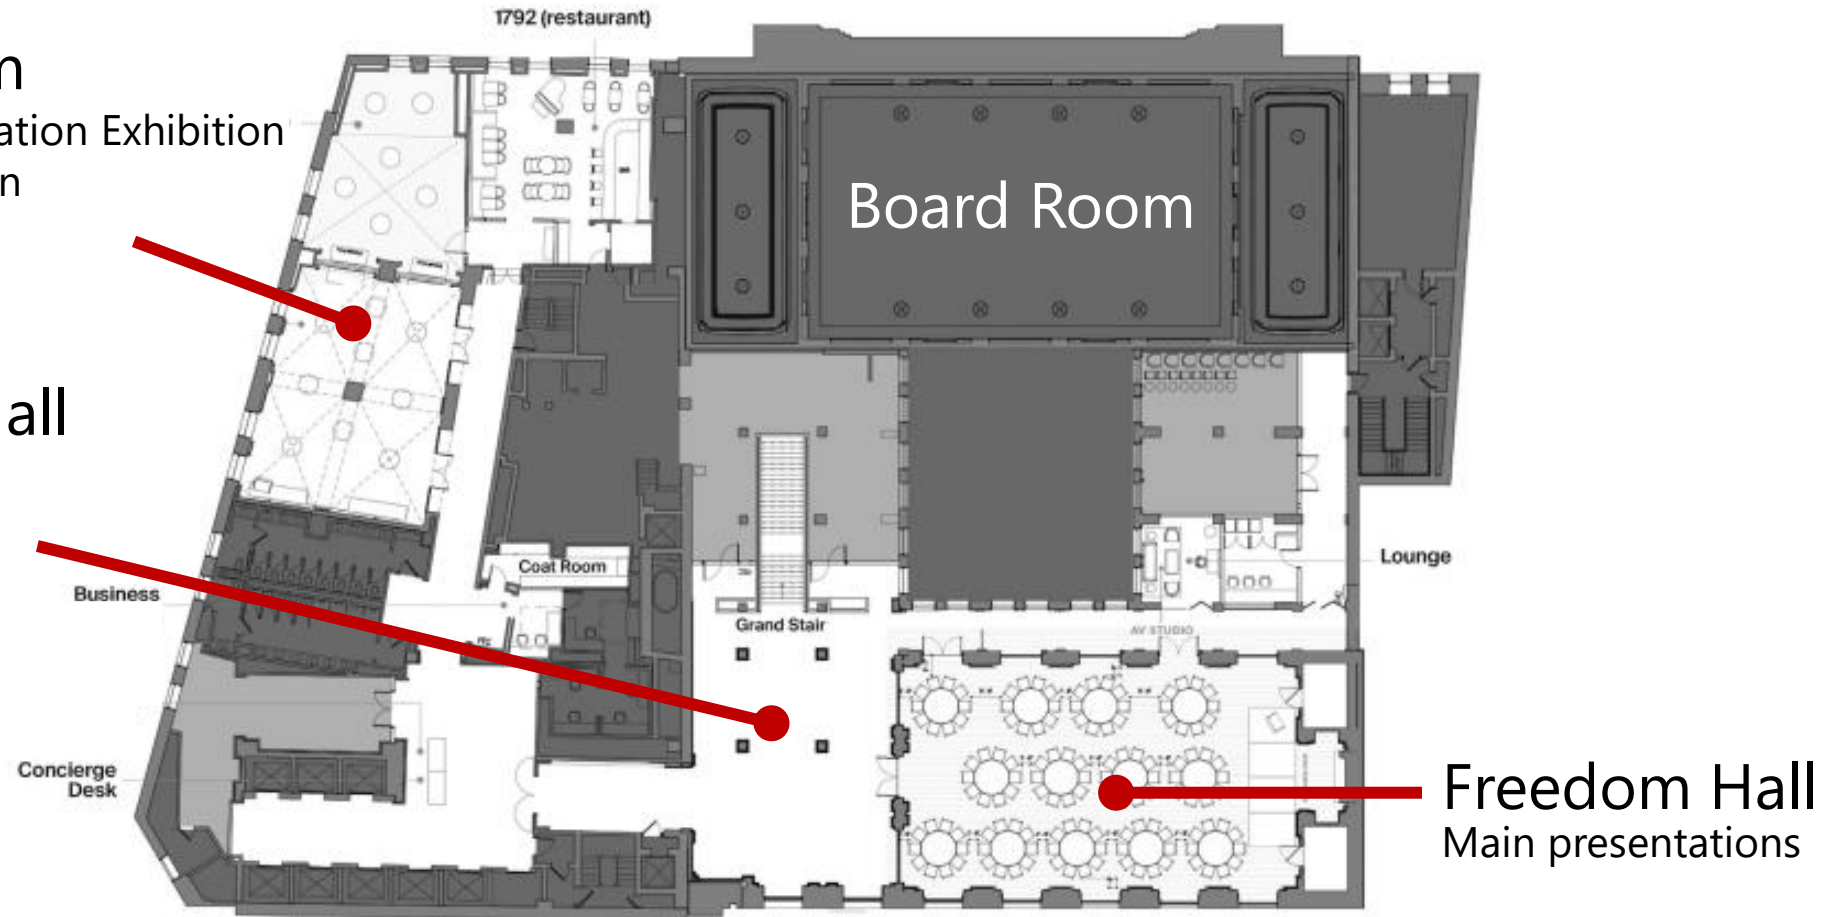 1792 (restaurant)
m
ation Exhibition
n
Board Room
all
Coat Room
Lounge
Business
Grand Stair
AV STUDIO
Concierge
Desk
Freedom Hall
Main presentations